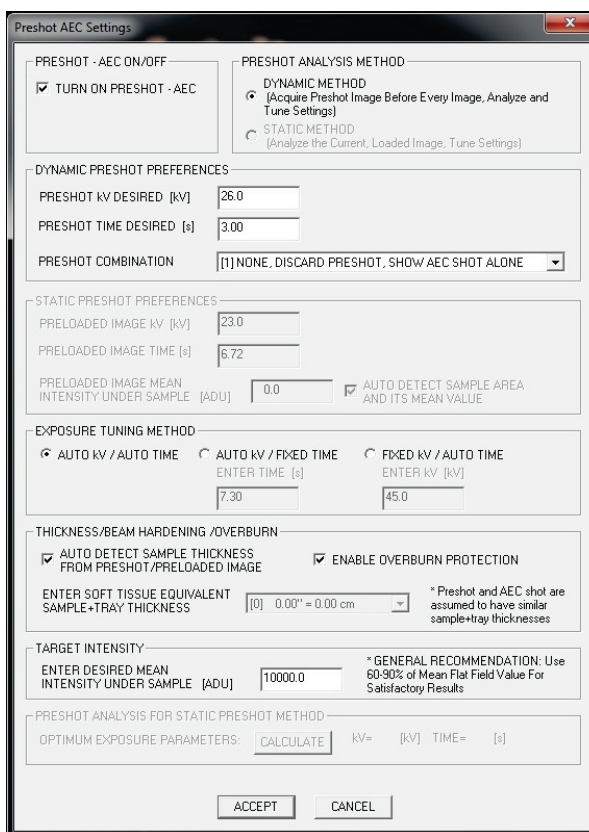 Preshot AEC Settings
PRESHOT - AEC ON/OFF
TURN ON PRESHOT - AEC
PRESHOT ANALYSIS METHOD
DYNAMIC METHOD
(Acquire Preshot Image Before Every Image, Analyze and
Tune Settings)
STATIC METHOD
(Analyze the Current, Loaded Image, Tune Settings)
DYNAMIC PRESHOT PREFERENCES
PRESHOT kV DESIRED [kV]
26.0
PRESHOT TIME DESIRED [s]
3.00
PRESHOT COMBINATION
[1] NONE, DISCARD PRESHOT, SHOW AEC SHOT ALONE
STATIC PRESHOT PREFERENCES
PRELOADED IMAGE kV [kV]
23.0
PRELOADED IMAGE TIME [s]
6.72
PRELOADED IMAGE MEAN
INTENSITY UNDER SAMPLE [ADU]
0.0
AUTO DETECT SAMPLE AREA
AND ITS MEAN VALUE
EXPOSURE TUNING METHOD
AUTO kV / AUTO TIME
AUTO kV / FIXED TIME
ENTER TIME [s]
7.30
FIXED kV / AUTO TIME
ENTER kV [kV]
45.0
THICKNESS/BEAM HARDENING /OVERBURN
AUTO DETECT SAMPLE THICKNESS
FROM PRESHOT/PRELOADED IMAGE
ENABLE OVERBURN PROTECTION
ENTER SOFT TISSUE EQUIVALENT
SAMPLE+TRAY THICKNESS
[0] 0.00" = 0.00 cm
* Preshot and AEC shot are
assumed to have similar
sample+tray thicknesses
TARGET INTENSITY
ENTER DESIRED MEAN
INTENSITY UNDER SAMPLE [ADU]
10000.0
* GENERAL RECOMMENDATION: Use
60-90% of Mean Flat Field Value For
Satisfactory Results
PRESHOT ANALYSIS FOR STATIC PRESHOT METHOD
OPTIMUM EXPOSURE PARAMETERS:
CALCULATE
kV= [kV] TIME= [s]
ACCEPT
CANCEL